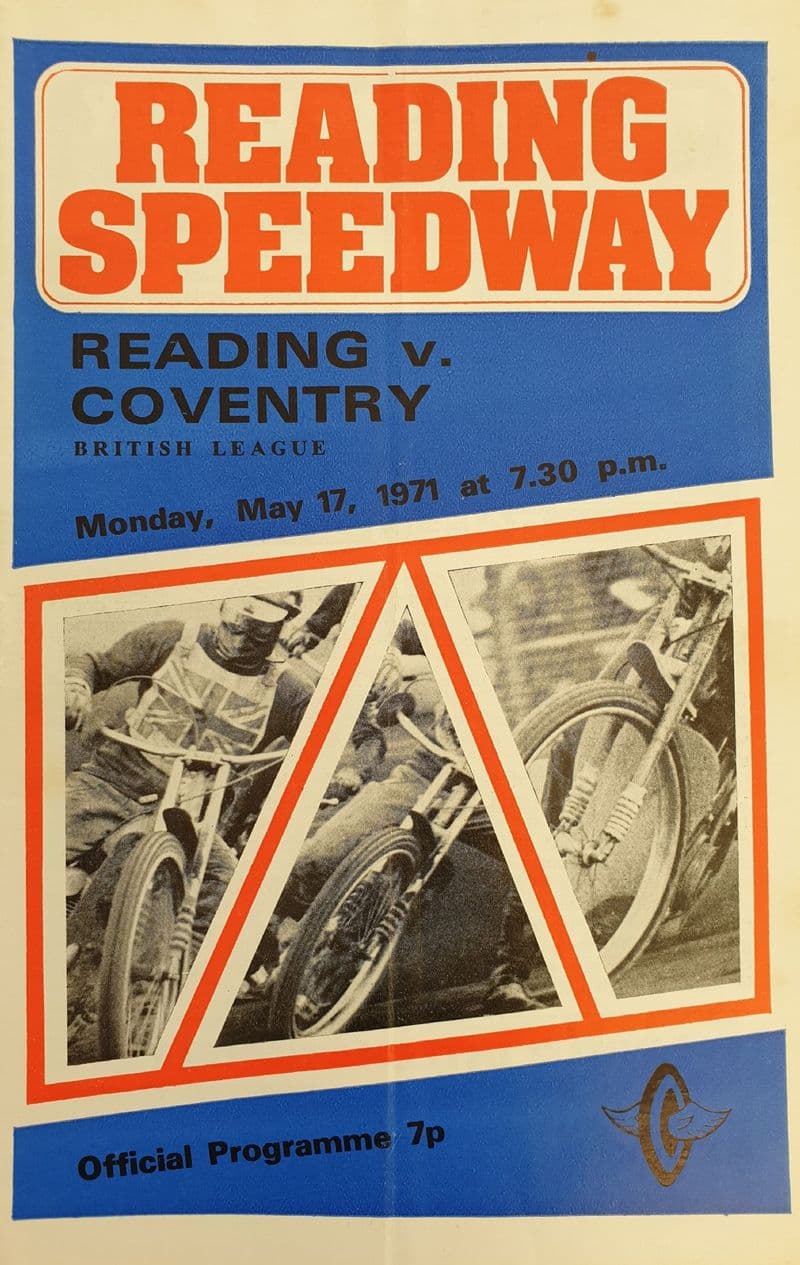 READING
SPEEDWAY
READING v.
COVENTRY
BRITISH LEAGUE
Monday, May 17, 1971 at 7.30 p.m.
Official Programme 7p